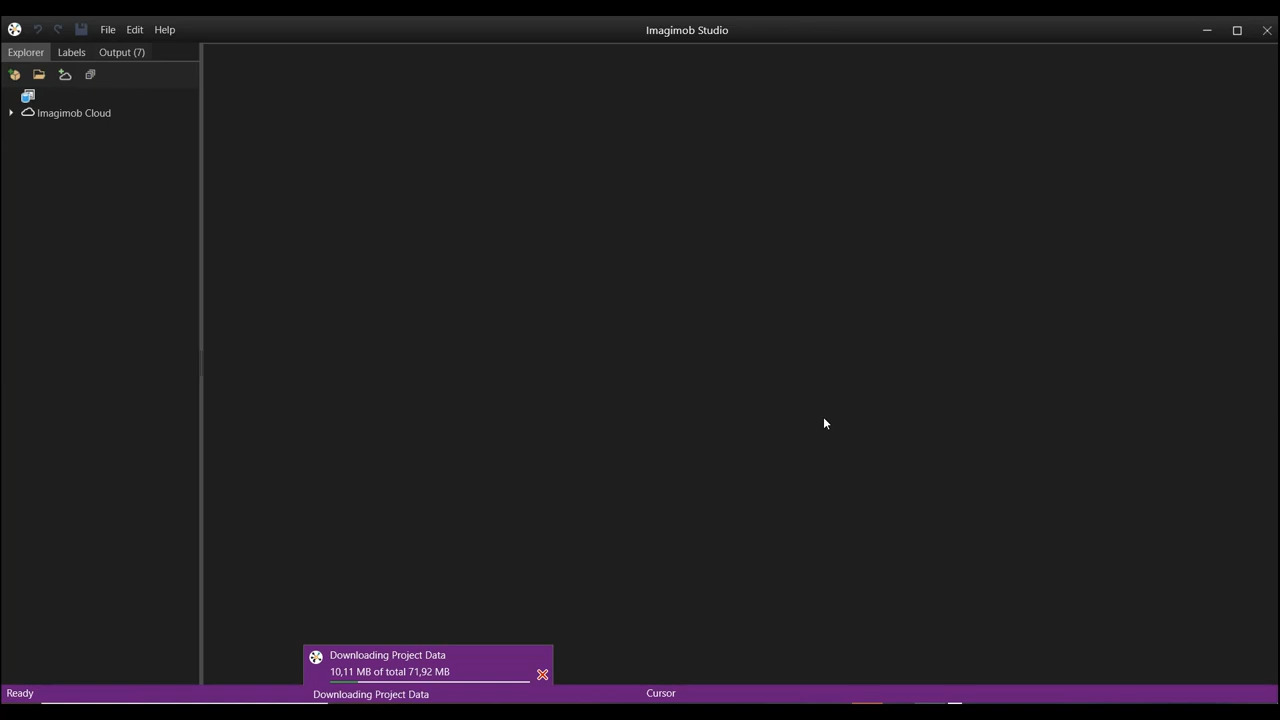 File Edit Help
Imagimob Studio
Explorer Labels Output (7)
Imagimob Cloud
Downloading Project Data
10,11 MB of total 71,92 MB
Ready
Downloading Project Data
Cursor